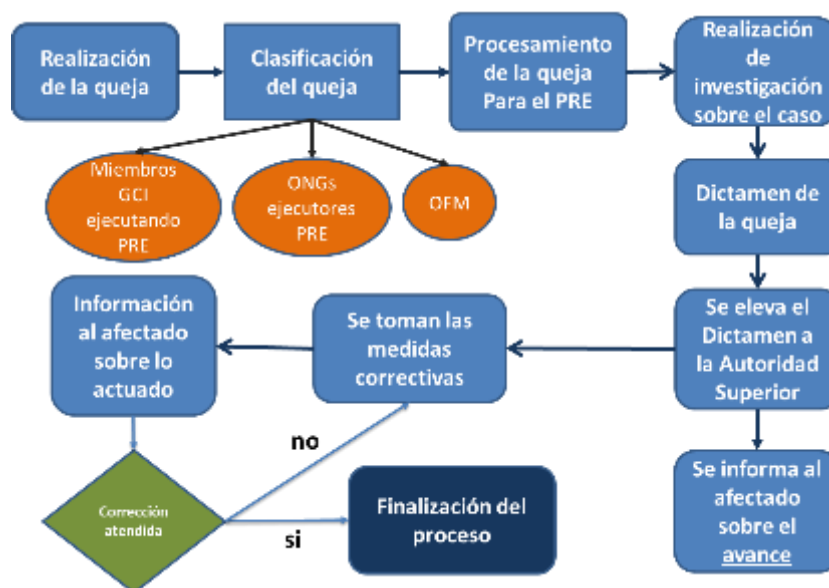 Realización
de la queja
Clasificación
del queja
Procesamiento
de la queja
Para el PRE
Realización
de
investigación
sobre el caso
Miembros
GCI
ejecutando
PRE
ONGs
ejecutores
PRE
OFM
Dictamen de
la queja
Se eleva el
Dictamen a
la Autoridad
Superior
Se toman las
medidas
correctivas
Información
al afectado
sobre lo
actuado
Corrección
atendida
no
si
Finalización del
proceso
Se informa al
afectado
sobre el
avance